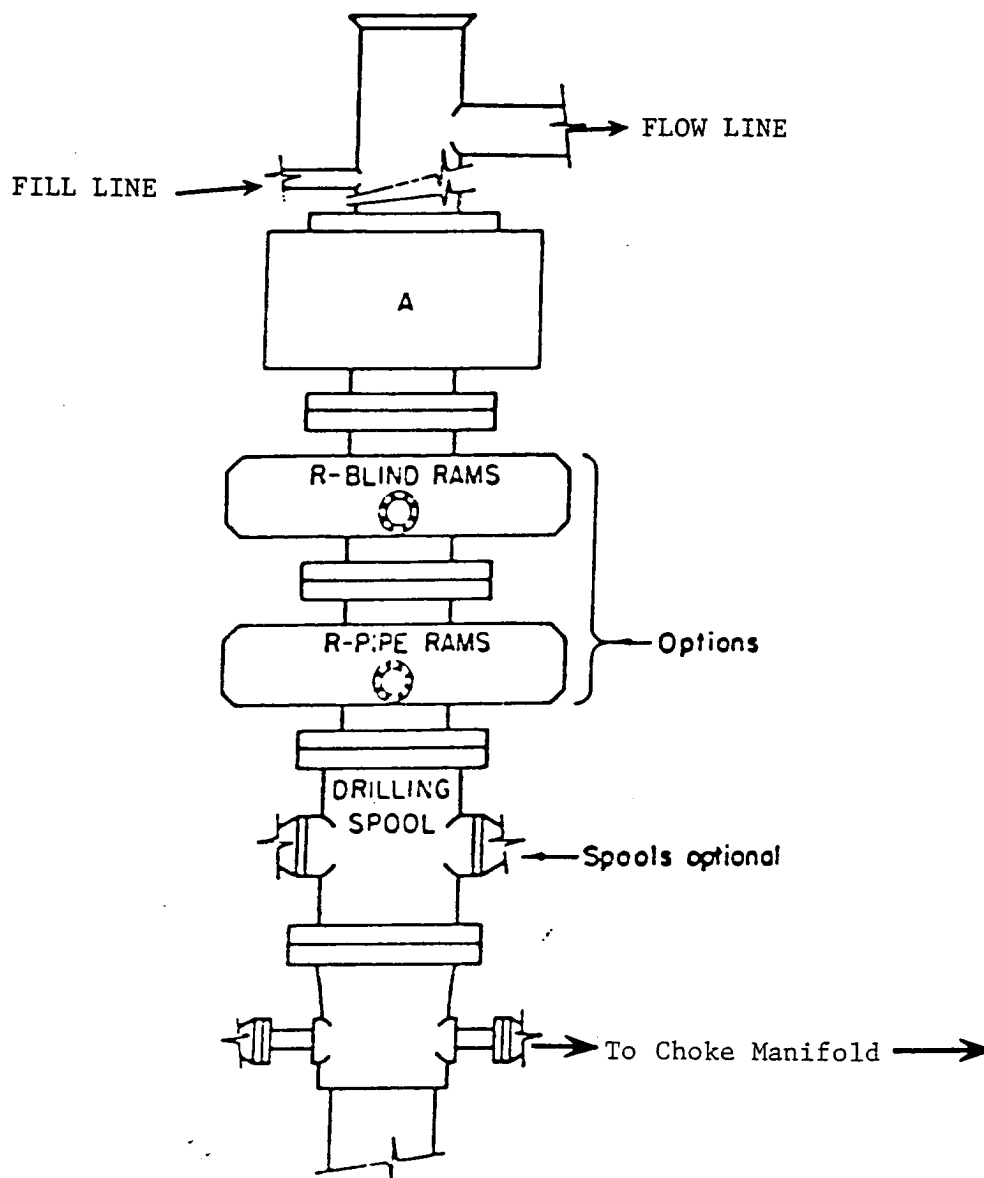 FLOW LINE
FILL LINE
A
R-BLIND RAMS
R-PIPE RAMS
Options
DRILLING
SPOOL
Spools optional
To Choke Manifold